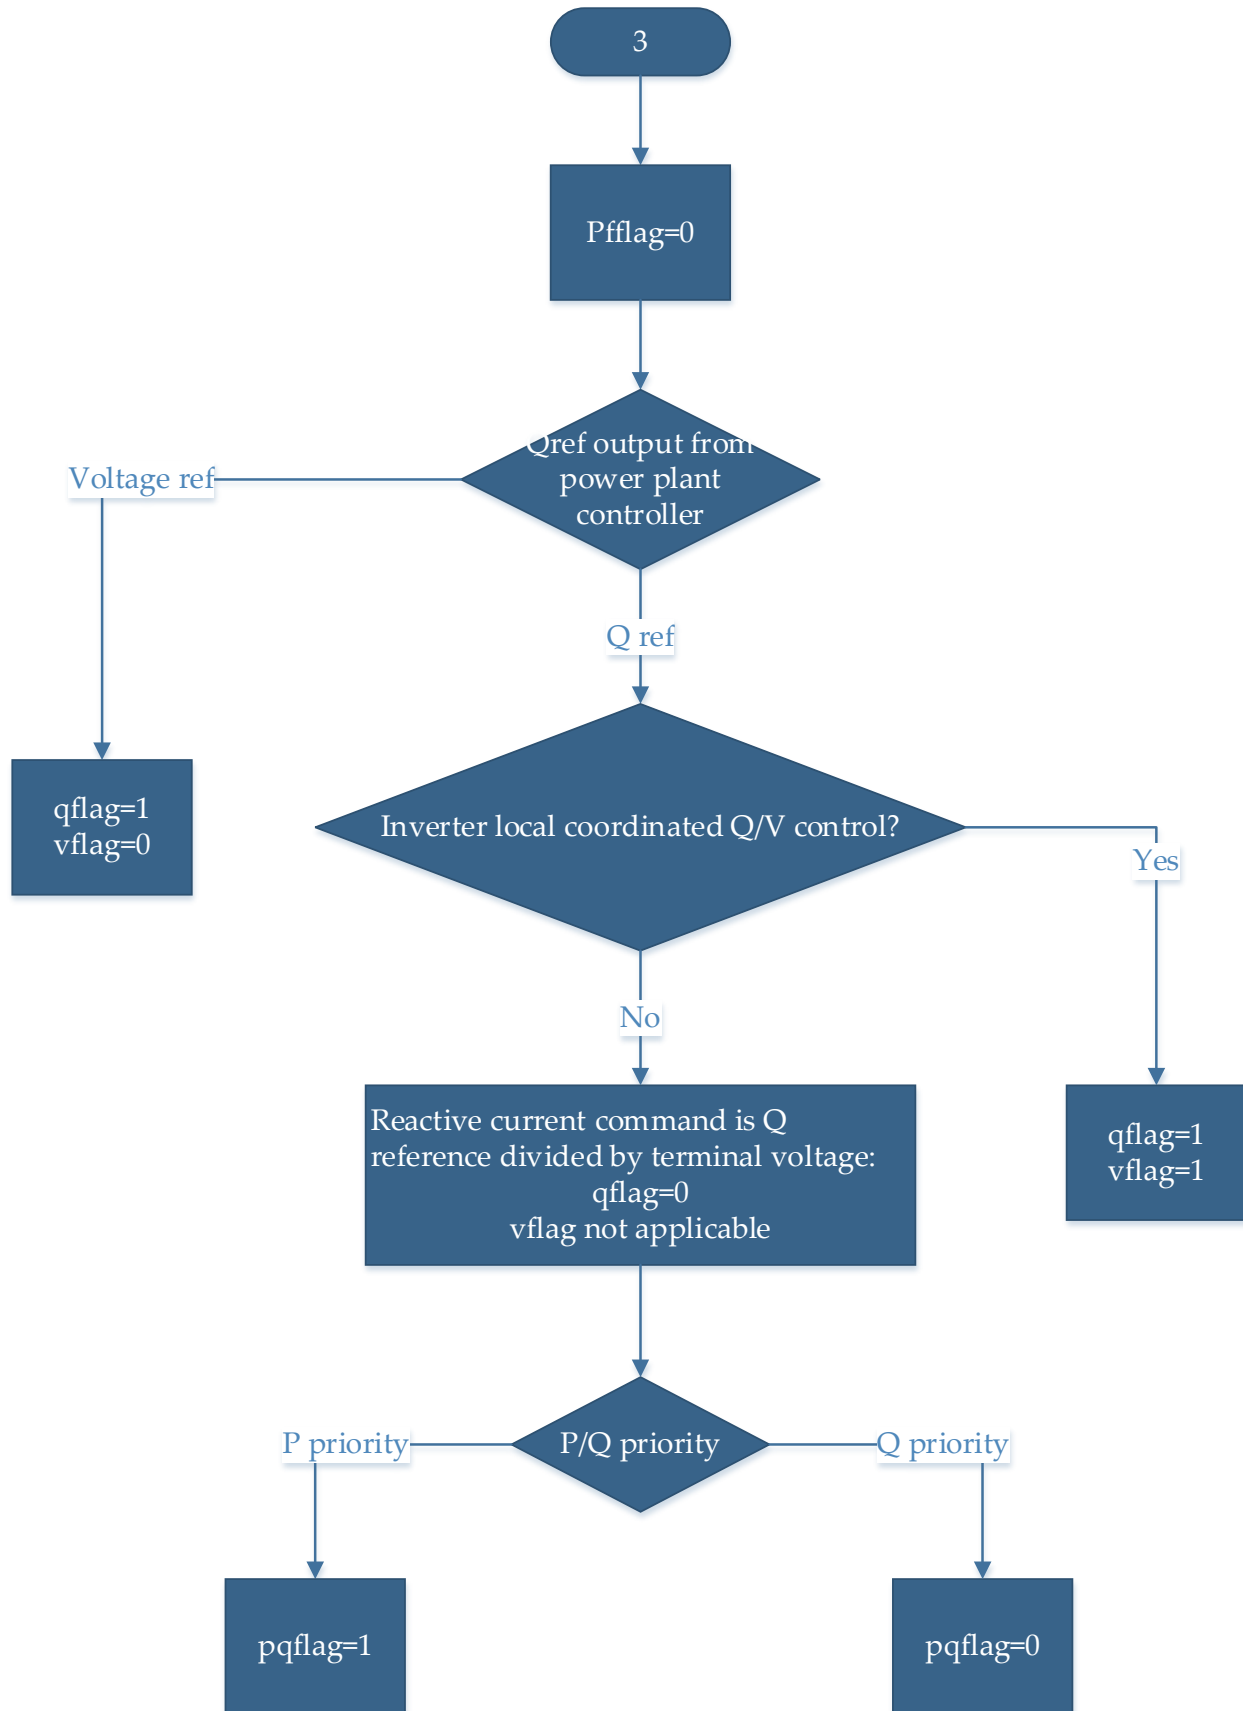 3
Pfflag=0
Qref output from
power plant
controller
Voltage ref
Q ref
qflag=1
vflag=0
Inverter local coordinated Q/V control?
Yes
No
Reactive current command is Q
reference divided by terminal voltage:
qflag=0
vflag not applicable
qflag=1
vflag=1
P/Q priority
P priority
Q priority
pqflag=1
pqflag=0